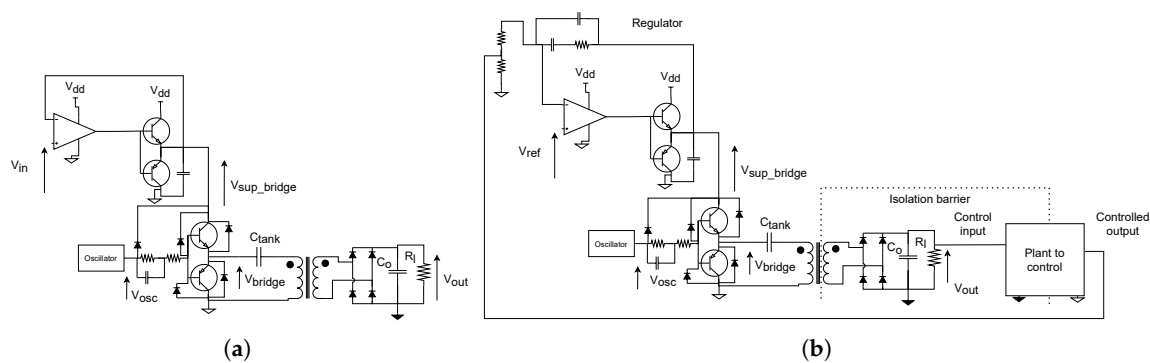 V_dd
V_dd
V_in
V_sup_bridge
C_tank
Oscillator
V_osc
V_bridge
C_o
R_l
V_out
(a)
Regulator
V_dd
V_dd
V_ref
V_sup_bridge
Isolation barrier
C_tank
Control
input
Controlled
output
Oscillator
V_osc
V_bridge
C_o
R_l
V_out
Plant to
control
(b)